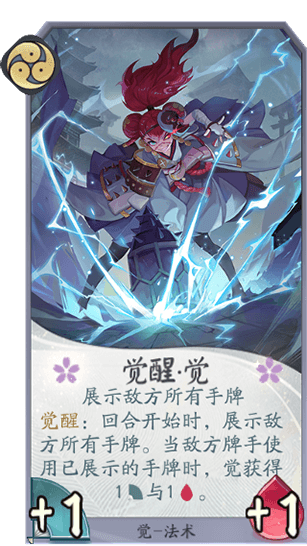 觉醒·觉
展示敌方所有手牌
觉醒：回合开始时，展示敌
方所有手牌。当敌方牌手使
用已展示的手牌时，觉获得
1与1。
+1
觉-法术
+1